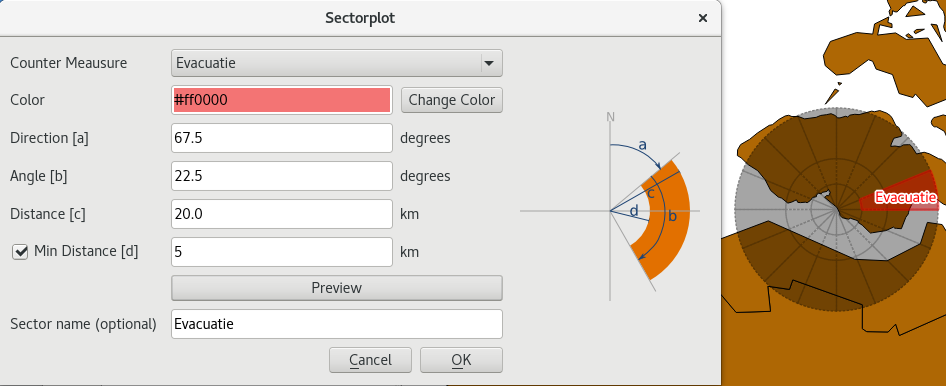 Sectorplot ×
Counter Meausure Evacuatie
Color #ff0000 Change Color
Direction [a] 67.5 degrees
Angle [b] 22.5 degrees
Distance [c] 20.0 km
Min Distance [d] 5 km
Preview
Sector name (optional) Evacuatie
Cancel OK
N
a
c
d
b
Evacuatie